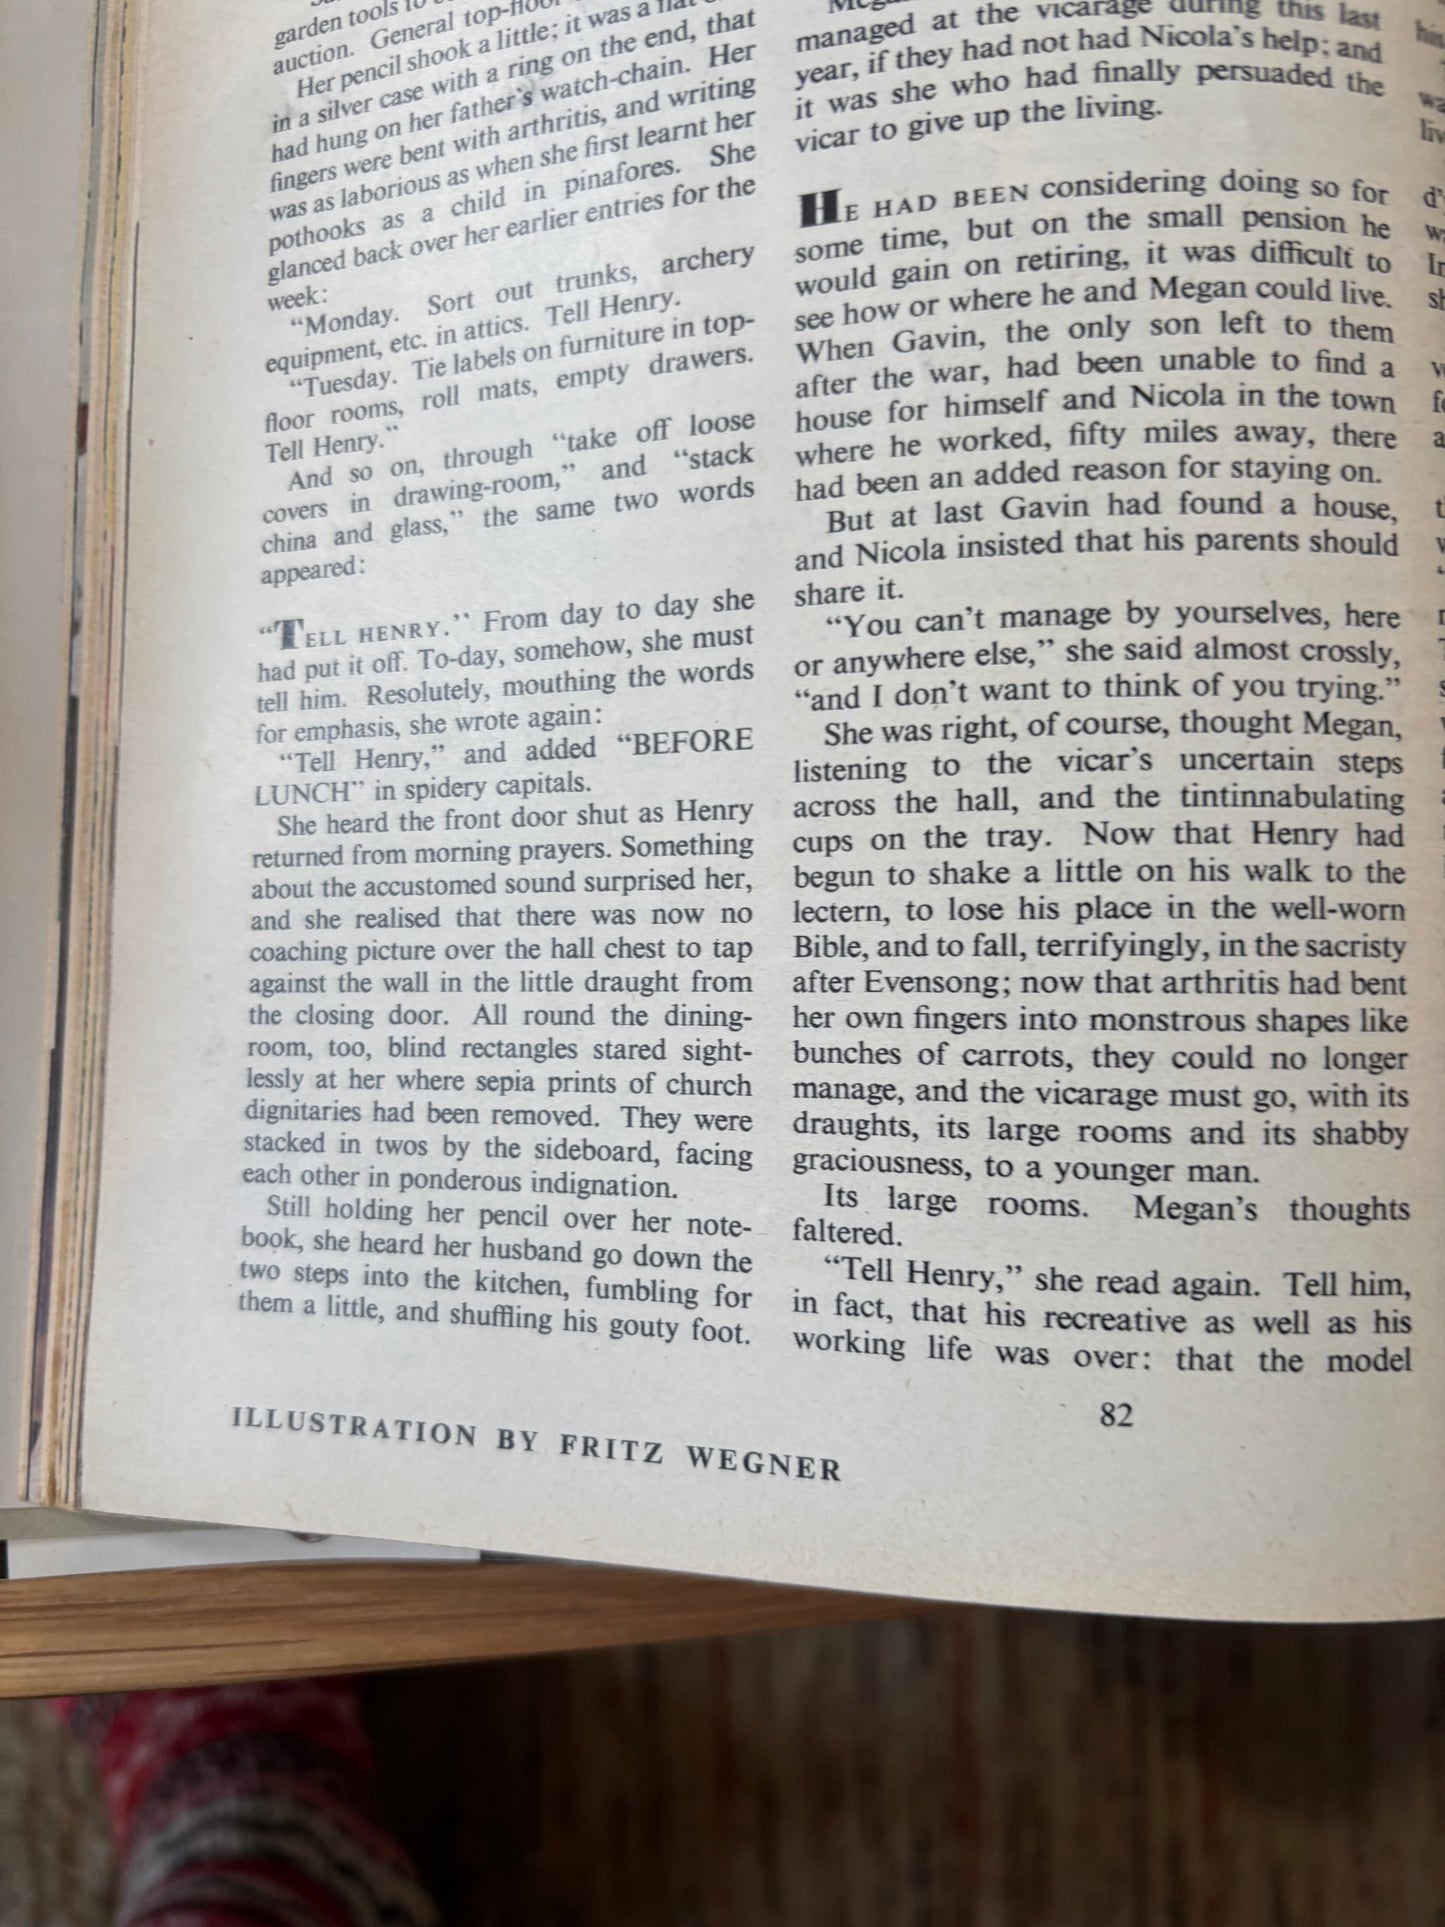 garden tools to
auction. General top-floor
Her pencil shook a little; it was a flat
in a silver case with a ring on the end, that
had hung on her father's watch-chain. Her
fingers were bent with arthritis, and writing
was as laborious as when she first learnt her
pothooks as a child in pinafores. She
glanced back over her earlier entries for the
week:
"Monday. Sort out trunks, archery
equipment, etc. in attics. Tell Henry.
"Tuesday. Tie labels on furniture in top-
floor rooms, roll mats, empty drawers.
Tell Henry."
And so on, through "take off loose
covers in drawing-room," and "stack
china and glass," the same two words
appeared:
"TELL HENRY." From day to day she
had put it off. To-day, somehow, she must
tell him. Resolutely, mouthing the words
for emphasis, she wrote again:
"Tell Henry," and added "BEFORE
LUNCH" in spidery capitals.
She heard the front door shut as Henry
returned from morning prayers. Something
about the accustomed sound surprised her,
and she realised that there was now no
coaching picture over the hall chest to tap
against the wall in the little draught from
the closing door. All round the dining-
room, too, blind rectangles stared sight-
lessly at her where sepia prints of church
dignitaries had been removed. They were
stacked in twos by the sideboard, facing
each other in ponderous indignation.
Still holding her pencil over her note-
book, she heard her husband go down the
two steps into the kitchen, fumbling for
them a little, and shuffling his gouty foot.
managed at the vicarage during this last
year, if they had not had Nicola's help; and
it was she who had finally persuaded the
vicar to give up the living.
HE HAD BEEN considering doing so for
some time, but on the small pension he
would gain on retiring, it was difficult to
see how or where he and Megan could live.
When Gavin, the only son left to them
after the war, had been unable to find a
house for himself and Nicola in the town
where he worked, fifty miles away, there
had been an added reason for staying on.
But at last Gavin had found a house,
and Nicola insisted that his parents should
share it.
"You can't manage by yourselves, here
or anywhere else," she said almost crossly,
"and I don't want to think of you trying."
She was right, of course, thought Megan,
listening to the vicar's uncertain steps
across the hall, and the tintinnabulating
cups on the tray. Now that Henry had
begun to shake a little on his walk to the
lectern, to lose his place in the well-worn
Bible, and to fall, terrifyingly, in the sacristy
after Evensong; now that arthritis had bent
her own fingers into monstrous shapes like
bunches of carrots, they could no longer
manage, and the vicarage must go, with its
draughts, its large rooms and its shabby
graciousness, to a younger man.
Its large rooms. Megan's thoughts
faltered.
"Tell Henry," she read again. Tell him,
in fact, that his recreative as well as his
working life was over: that the model
ILLUSTRATION BY FRITZ WEGNER
82